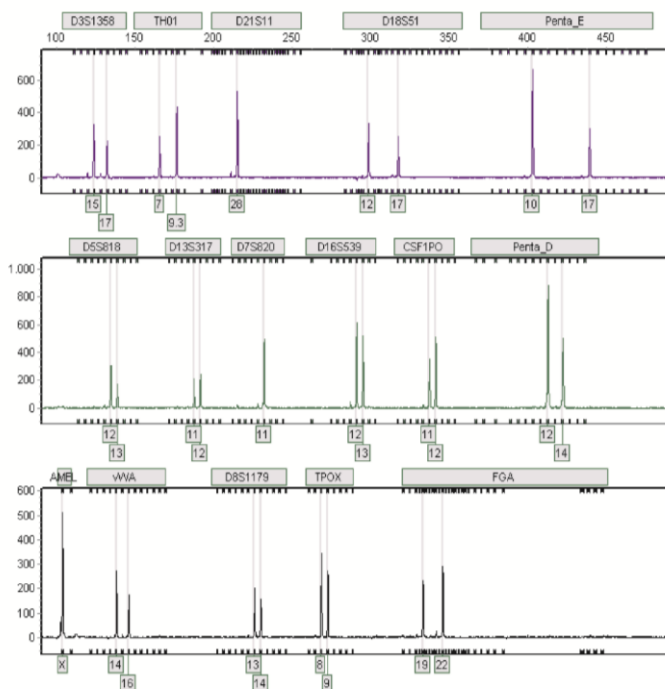 D3S1358 TH01 D21S11 D18S51 Penta_E
100 150 200 250 300 350 400 450
600
400
200
0
15 7 28 12 17 10 17
17 9.3
D5S818 D13S317 D7S820 D16S539 CSF1PO Penta_D
1.000
800
600
400
200
0
12 11 11 12 11 12 14
13 12 13 12
AMEL vWA D8S1179 TPOX FGA
600
500
400
300
200
100
0
X 14 13 8 19 22
16 14 9